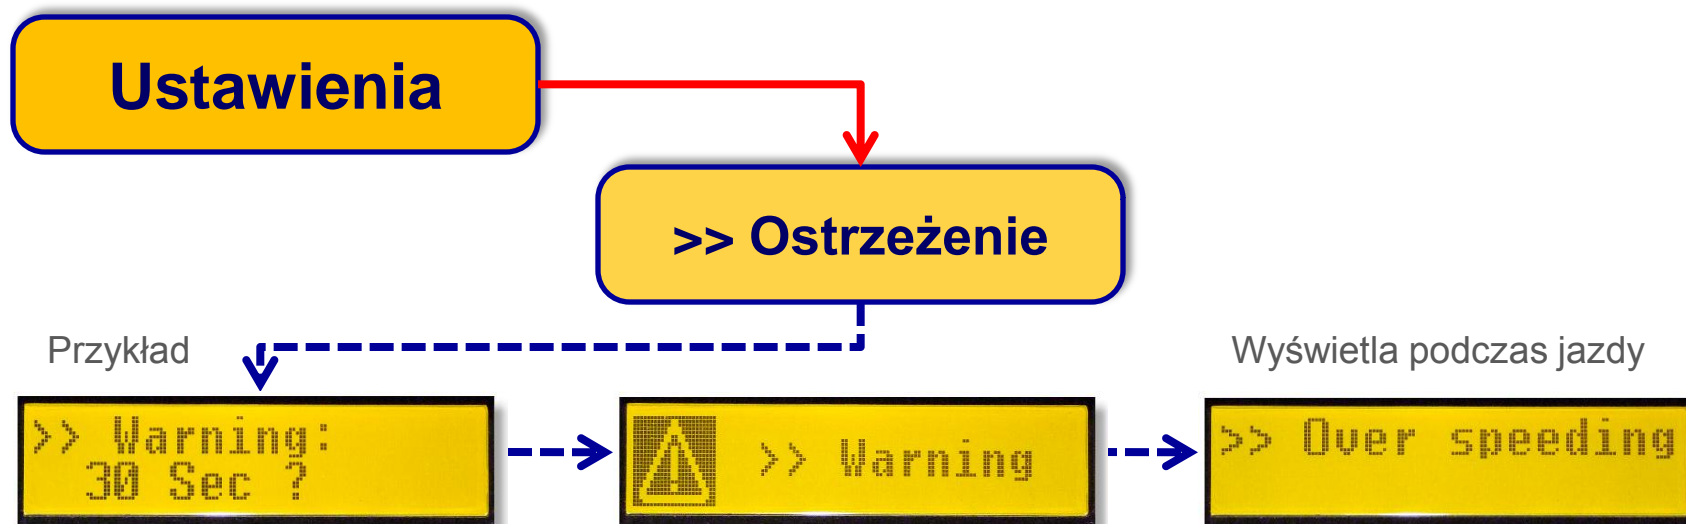 Ustawienia
>> Ostrzeżenie
Przykład
Wyświetla podczas jazdy
>> Warning:
30 Sec ?
>> Warning
>> Over speeding